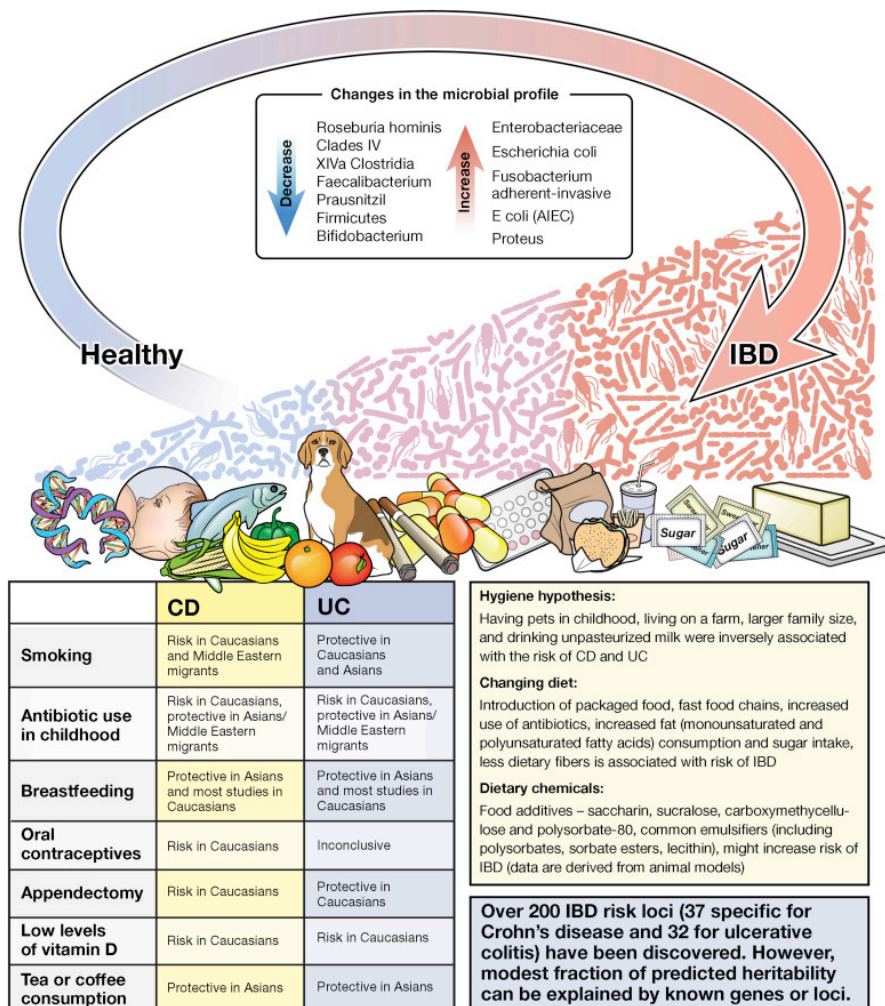 Changes in the microbial profile
Decrease
Roseburia hominis
Clades IV
XIVa Clostridia
Faecalibacterium
Prausnitzil
Firmicutes
Bifidobacterium
Increase
Enterobacteriaceae
Escherichia coli
Fusobacterium
adherent-invasive
E coli (AIEC)
Proteus
Healthy
IBD
Sugar
Sugar
CD
UC
Smoking
Risk in Caucasians
and Middle Eastern
migrants
Protective in
Caucasians
and Asians
Antibiotic use
in childhood
Risk in Caucasians,
protective in Asians/
Middle Eastern
migrants
Risk in Caucasians,
protective in Asians/
Middle Eastern
migrants
Breastfeeding
Protective in Asians
and most studies in
Caucasians
Protective in Asians
and most studies in
Caucasians
Oral
contraceptives
Risk in Caucasians
Inconclusive
Appendectomy
Risk in Caucasians
Protective in
Caucasians
Low levels
of vitamin D
Risk in Caucasians
Risk in Caucasians
Tea or coffee
consumption
Protective in Asians
Protective in Asians
Hygiene hypothesis:
Having pets in childhood, living on a farm, larger family size,
and drinking unpasteurized milk were inversely associated
with the risk of CD and UC
Changing diet:
Introduction of packaged food, fast food chains, increased
use of antibiotics, increased fat (monounsaturated and
polyunsaturated fatty acids) consumption and sugar intake,
less dietary fibers is associated with risk of IBD
Dietary chemicals:
Food additives – saccharin, sucralose, carboxymethycellu-
lose and polysorbate-80, common emulsifiers (including
polysorbates, sorbate esters, lecithin), might increase risk of
IBD (data are derived from animal models)
Over 200 IBD risk loci (37 specific for
Crohn's disease and 32 for ulcerative
colitis) have been discovered. However,
modest fraction of predicted heritability
can be explained by known genes or loci.